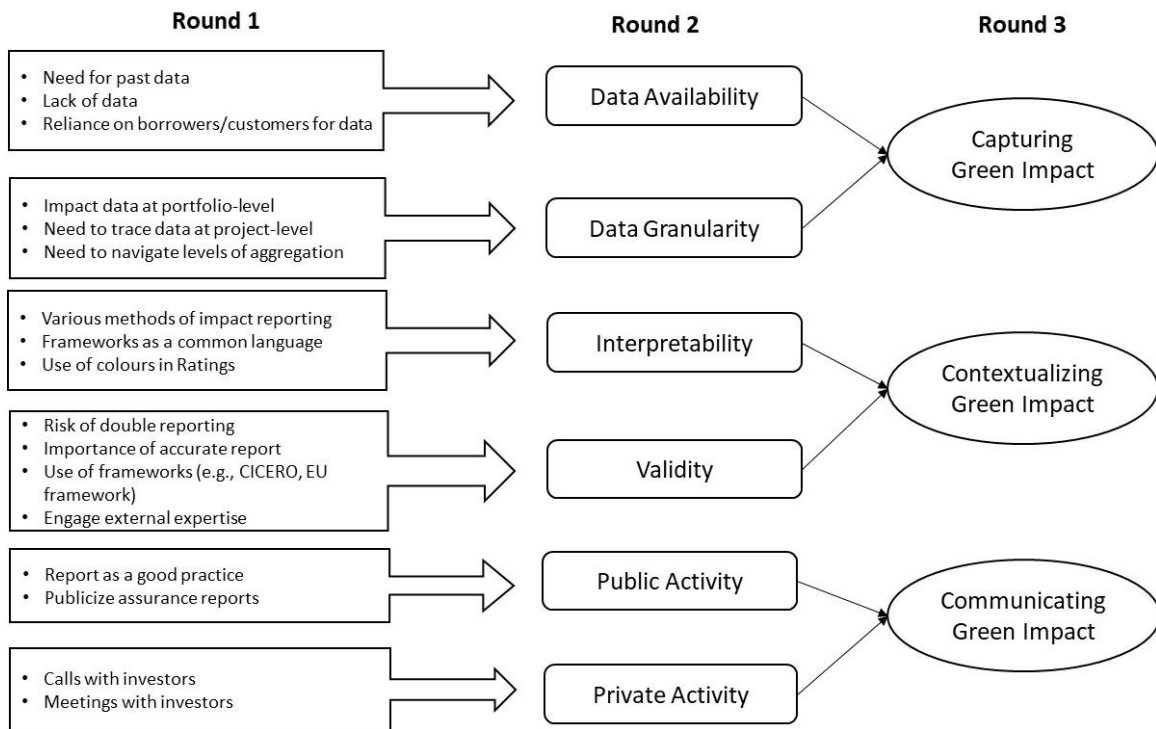 Round 1
Round 2
Round 3
• Need for past data
• Lack of data
• Reliance on borrowers/customers for data
Data Availability
Capturing
Green Impact
• Impact data at portfolio-level
• Need to trace data at project-level
• Need to navigate levels of aggregation
Data Granularity
• Various methods of impact reporting
• Frameworks as a common language
• Use of colours in Ratings
Interpretability
Contextualizing
Green Impact
• Risk of double reporting
• Importance of accurate report
• Use of frameworks (e.g., CICERO, EU
framework)
• Engage external expertise
Validity
• Report as a good practice
• Publicize assurance reports
Public Activity
Communicating
Green Impact
• Calls with investors
• Meetings with investors
Private Activity